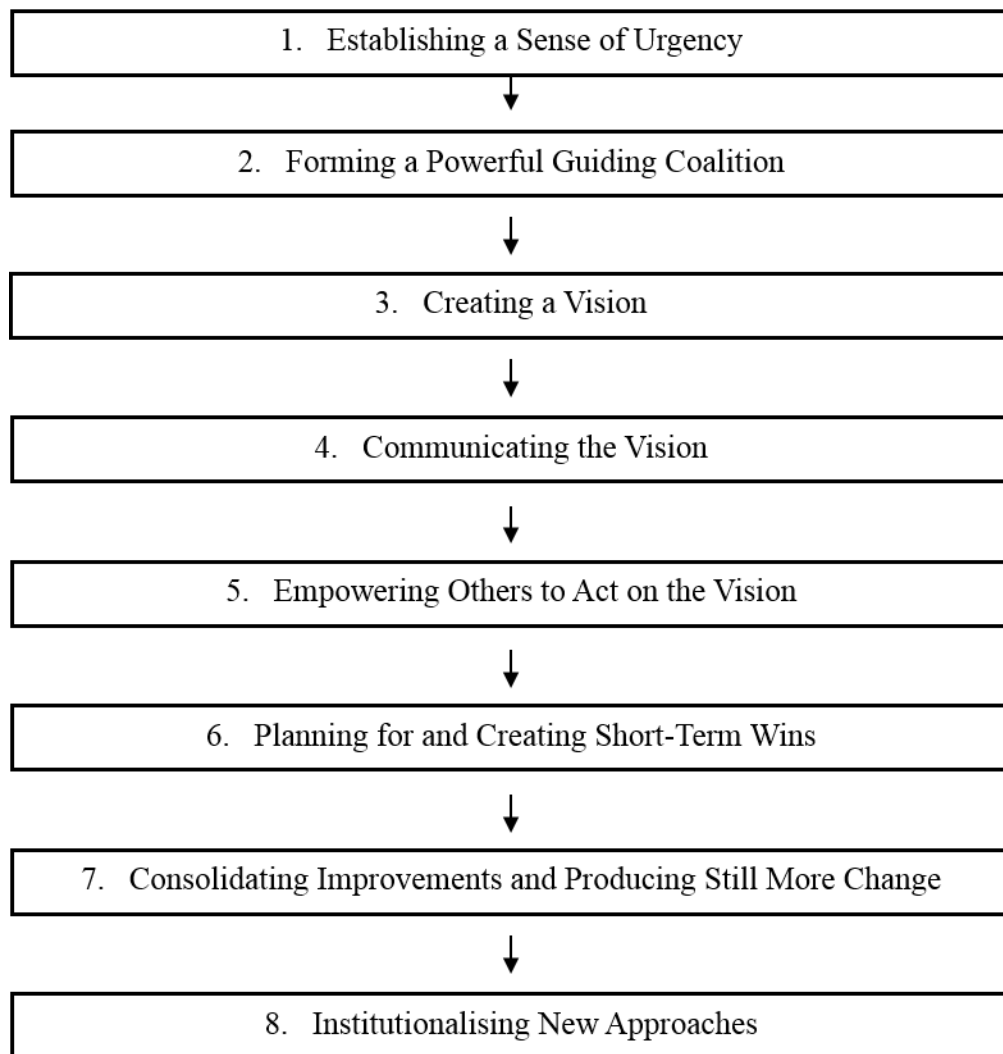 1. Establishing a Sense of Urgency
2. Forming a Powerful Guiding Coalition
3. Creating a Vision
4. Communicating the Vision
5. Empowering Others to Act on the Vision
6. Planning for and Creating Short-Term Wins
7. Consolidating Improvements and Producing Still More Change
8. Institutionalising New Approaches